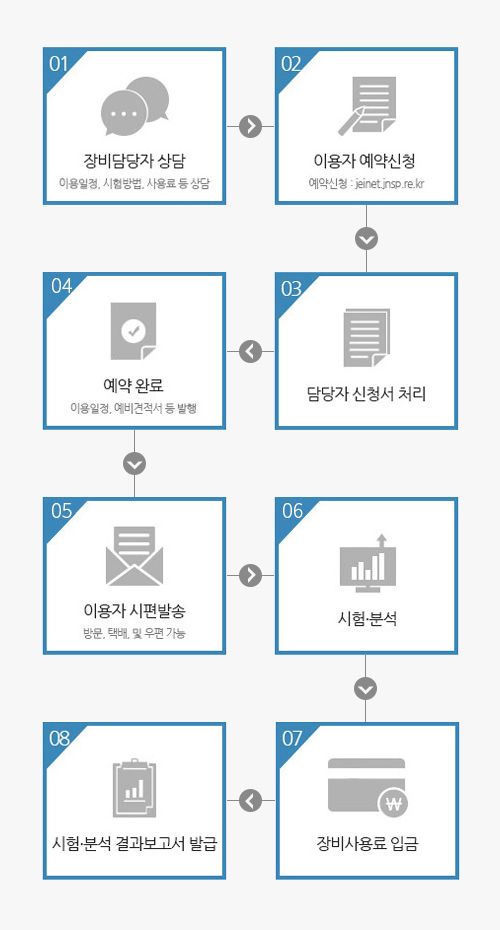 01
장비담당자 상담
이용일정, 시험방법, 사용료 등 상담
02
이용자 예약신청
예약신청 : jeinet.jnsp.re.kr
03
담당자 신청서 처리
04
예약 완료
이용일정, 예비견적서 등 발행
05
이용자 시편발송
방문, 택배, 및 우편 가능
06
시험·분석
07
₩
장비사용료 입금
08
시험·분석 결과보고서 발급